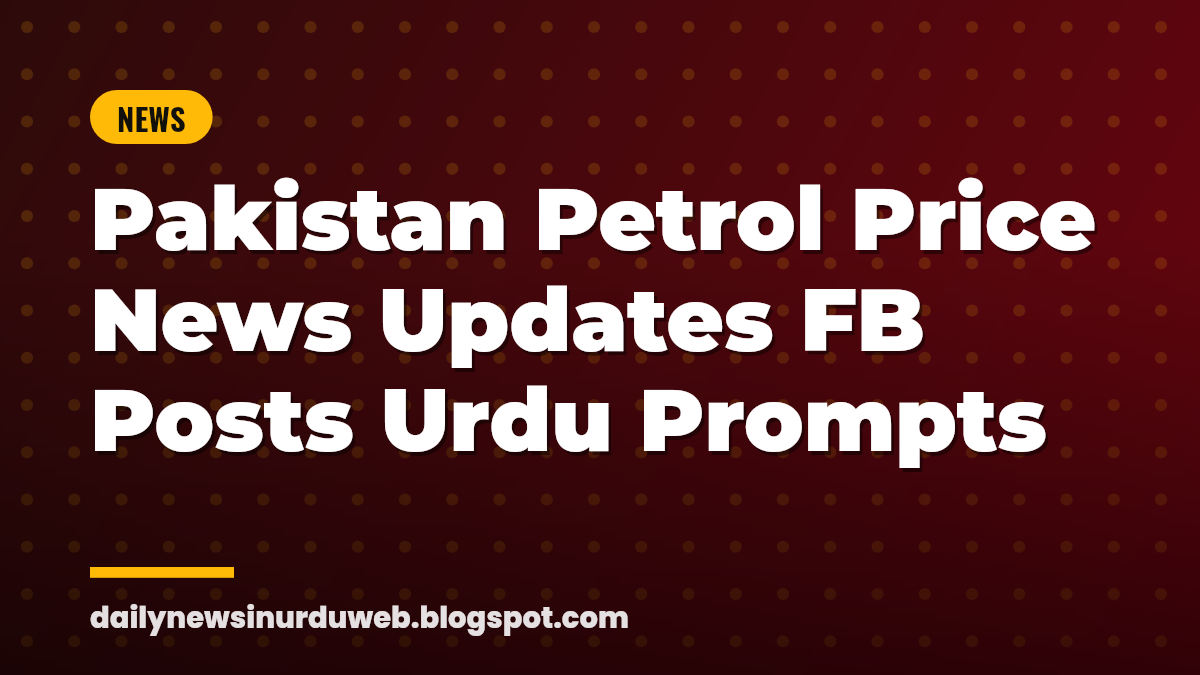 NEWS
Pakistan Petrol Price
News Updates FB
Posts Urdu Prompts
dailynewsinurduweb.blogspot.com